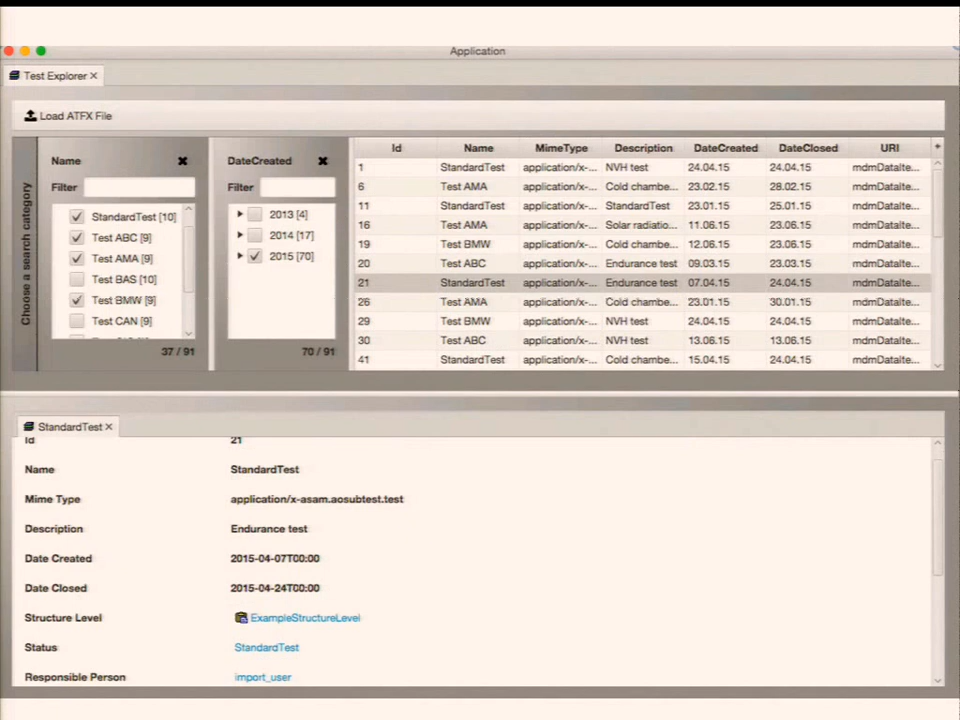 Application
Test Explorer
Load ATFX File
Choose a search category
Name
Filter
StandardTest [10]
Test ABC [9]
Test AMA [9]
Test BAS [10]
Test BMW [9]
Test CAN [9]
37 / 91
DateCreated
Filter
2013 [4]
2014 [17]
2015 [70]
70 / 91
Id Name MimeType Description DateCreated DateClosed URI
1 StandardTest application/x-... NVH test 24.04.15 24.04.15 mdmDataIte...
6 Test AMA application/x-... Cold chambe... 23.02.15 28.02.15 mdmDataIte...
11 StandardTest application/x-... StandardTest 23.01.15 25.01.15 mdmDataIte...
16 Test AMA application/x-... Solar radiatio... 11.06.15 23.06.15 mdmDataIte...
19 Test BMW application/x-... Cold chambe... 12.06.15 23.06.15 mdmDataIte...
20 Test ABC application/x-... Endurance test 09.03.15 23.03.15 mdmDataIte...
21 StandardTest application/x-... Endurance test 07.04.15 24.04.15 mdmDataIte...
26 Test AMA application/x-... Cold chambe... 23.01.15 30.01.15 mdmDataIte...
29 Test BMW application/x-... NVH test 24.04.15 24.04.15 mdmDataIte...
30 Test ABC application/x-... NVH test 13.06.15 13.06.15 mdmDataIte...
41 StandardTest application/x-... Cold chambe... 15.04.15 24.04.15 mdmDataIte...
StandardTest
Id 21
Name StandardTest
Mime Type application/x-asam.aosubtest.test
Description Endurance test
Date Created 2015-04-07T00:00
Date Closed 2015-04-24T00:00
Structure Level ExampleStructureLevel
Status StandardTest
Responsible Person import_user